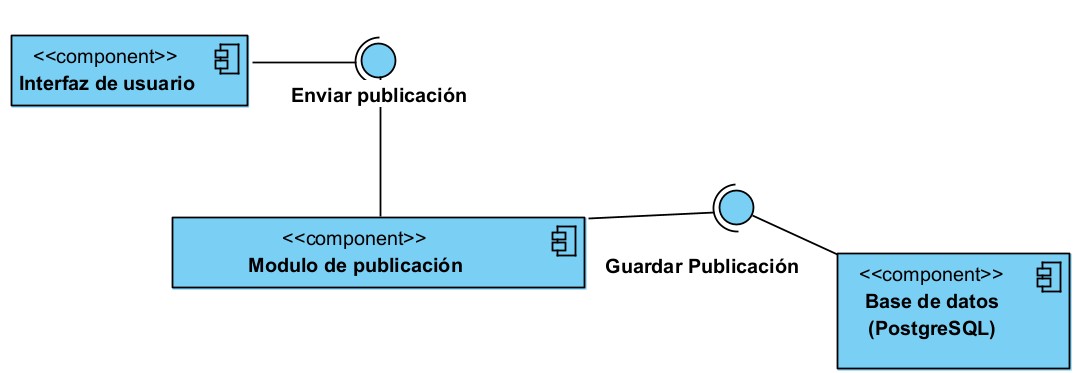 <<component>>
Interfaz de usuario
Enviar publicación
<<component>>
Modulo de publicación
Guardar Publicación
<<component>>
Base de datos
(PostgreSQL)